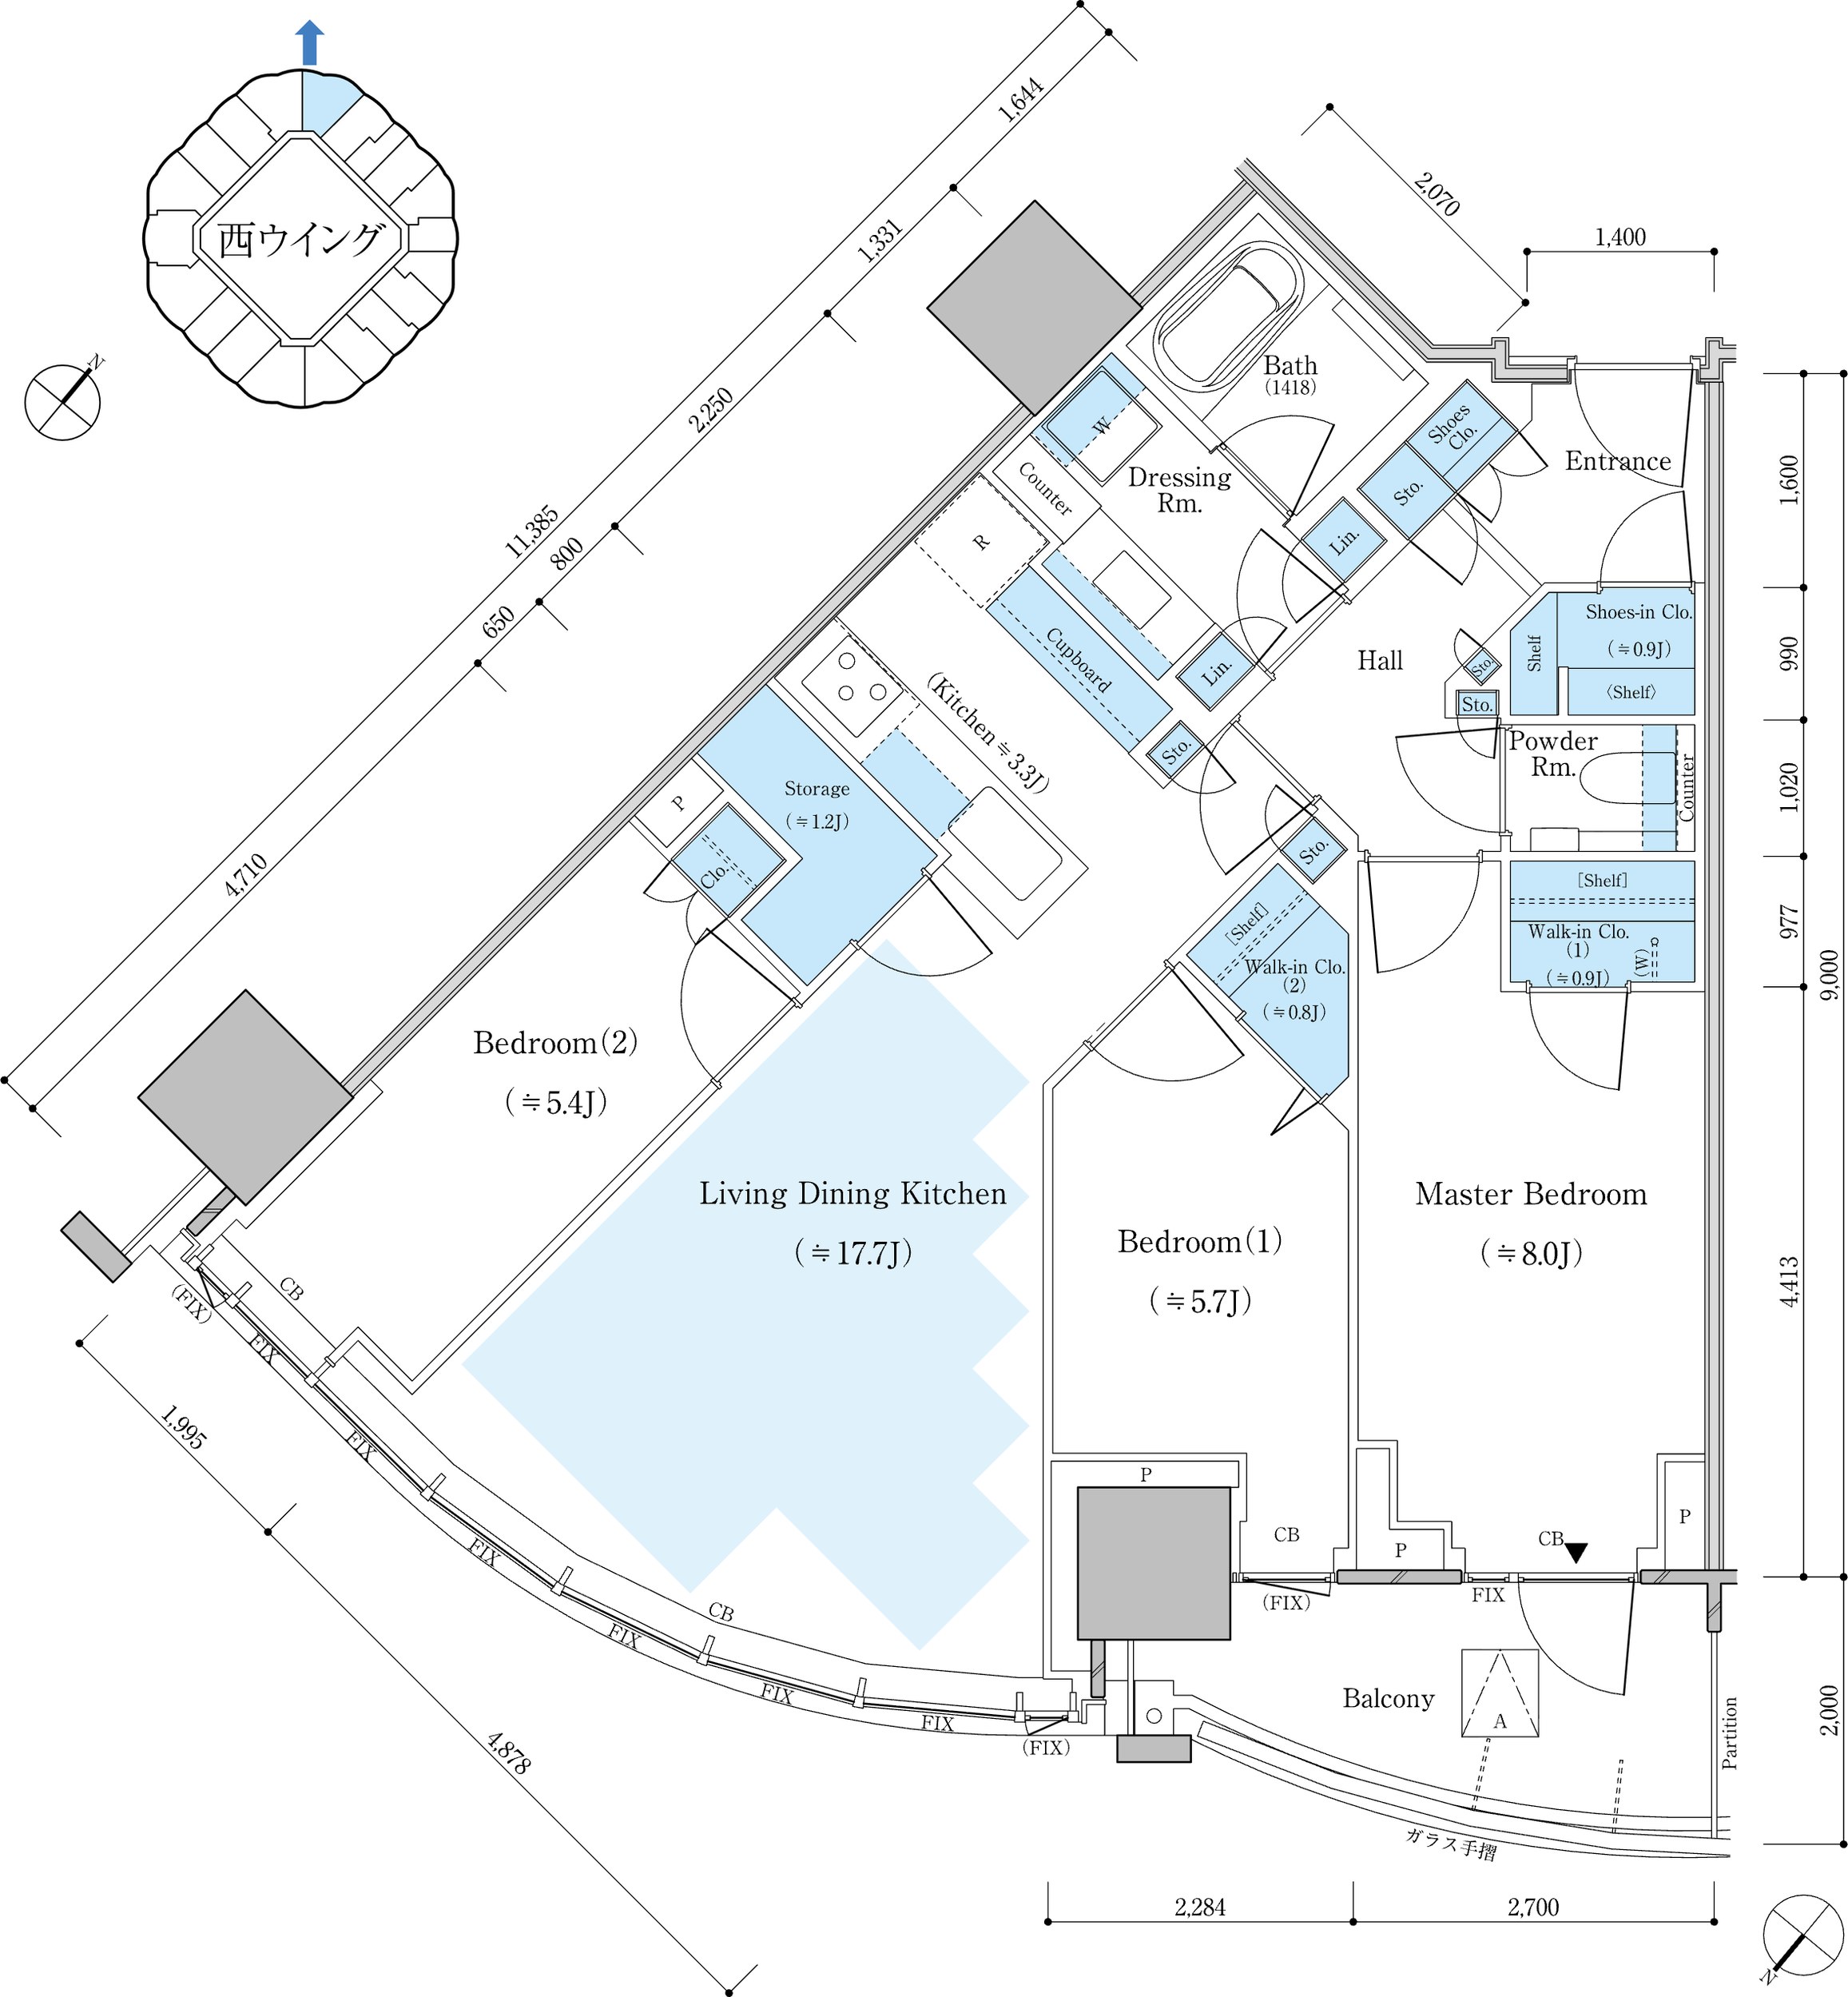 西ウイング
N
1,644
1,331
2,250
11,385
800
650
4,710
2,070
1,400
Bath
(1418)
W
Shoes
Clo.
Entrance
Counter
Dressing
Rm.
Sto.
Lin.
R
1,600
Cupboard
Lin.
Hall
Shelf
Shoes-in Clo.
(≒0.9J)
〈Shelf〉
Sto.
Sto.
990
(Kitchen≒3.3J)
Sto.
Powder
Rm.
Counter
1,020
Storage
(≒1.2J)
P
Clo.
Sto.
[Shelf]
Walk-in Clo.
(1)
(≒0.9J)
(W)
977
[Shelf]
Walk-in Clo.
(2)
(≒0.8J)
9,000
Bedroom(2)
(≒5.4J)
Living Dining Kitchen
(≒17.7J)
Bedroom(1)
(≒5.7J)
Master Bedroom
(≒8.0J)
4,413
CB
(FIX)
FIX
FIX
FIX
FIX
FIX
FIX
(FIX)
CB
P
CB
P
CB
P
(FIX)
FIX
1,995
4,878
Balcony
A
Partition
2,000
ガラス手摺
2,284
2,700
N